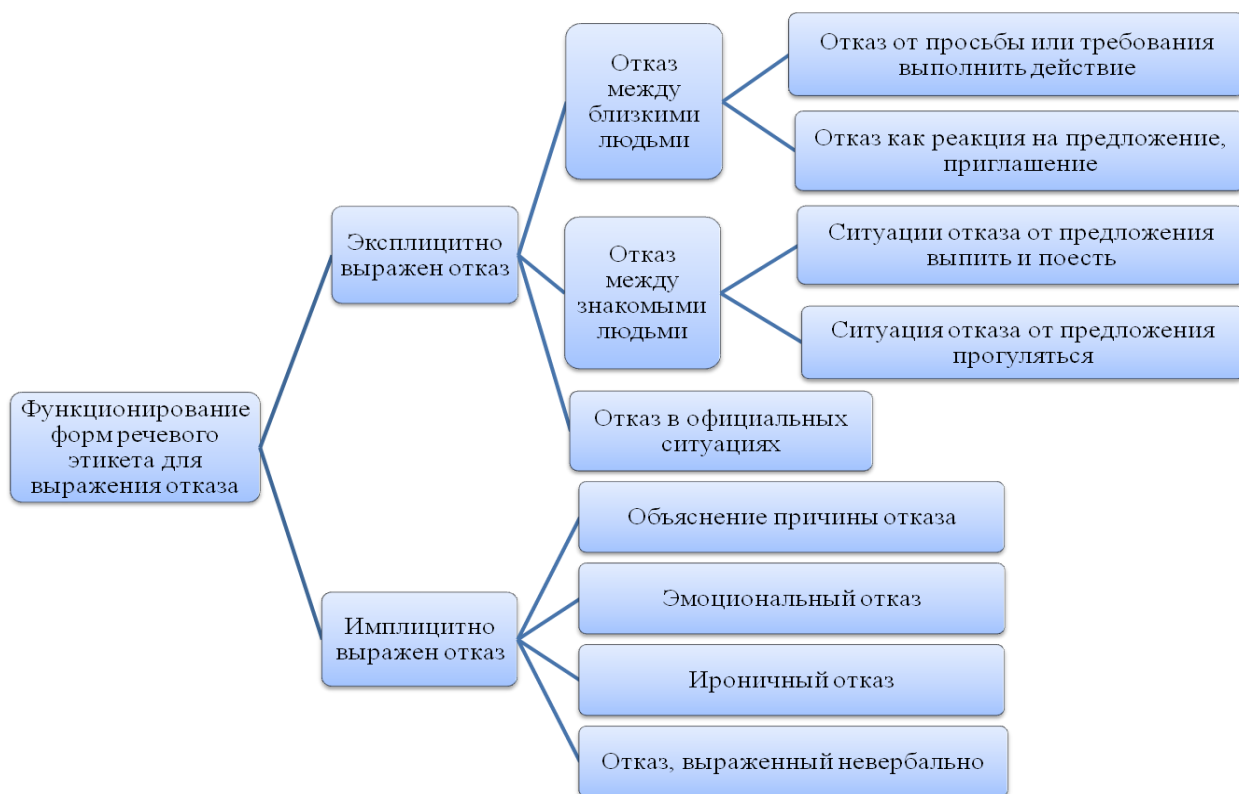 Функционирование
форм речевого
этикета для
выражения отказа
Эксплицитно
выражен отказ
Отказ
между
близкими
людьми
Отказ от просьбы или требования
выполнить действие
Отказ как реакция на предложение,
приглашение
Отказ
между
знакомыми
людьми
Ситуации отказа от предложения
выпить и поесть
Ситуация отказа от предложения
прогуляться
Отказ в официальных
ситуациях
Имплицитно
выражен отказ
Объяснение причины отказа
Эмоциональный отказ
Ироничный отказ
Отказ, выраженный невербально